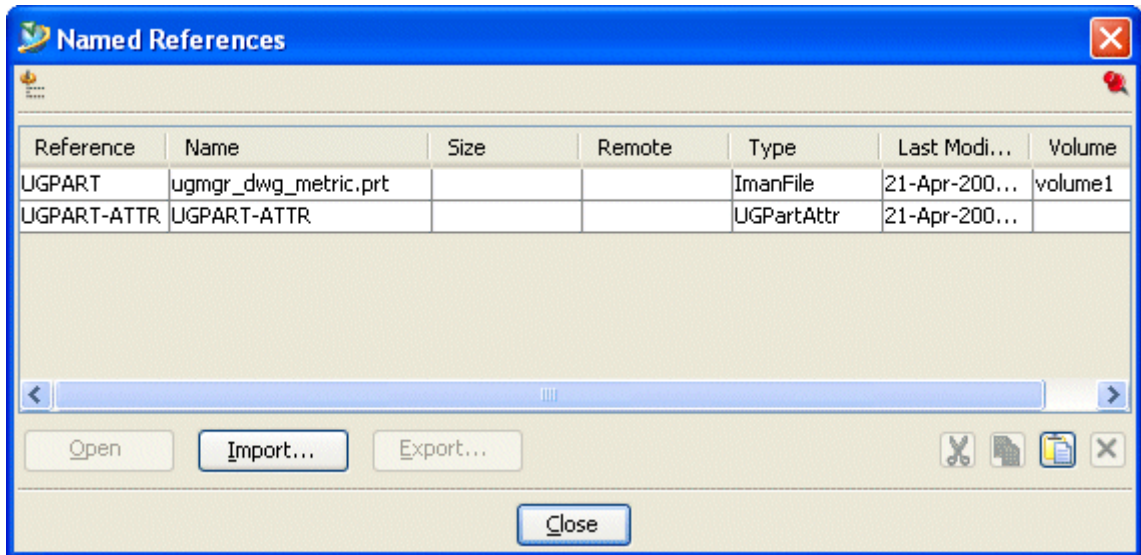 Named References
Reference Name Size Remote Type Last Modi... Volume
UGPART ugmgr_dwg_metric.prt ImanFile 21-Apr-200... volume1
UGPART-ATTR UGPART-ATTR UGPartAttr 21-Apr-200...
Open Import... Export...
Close